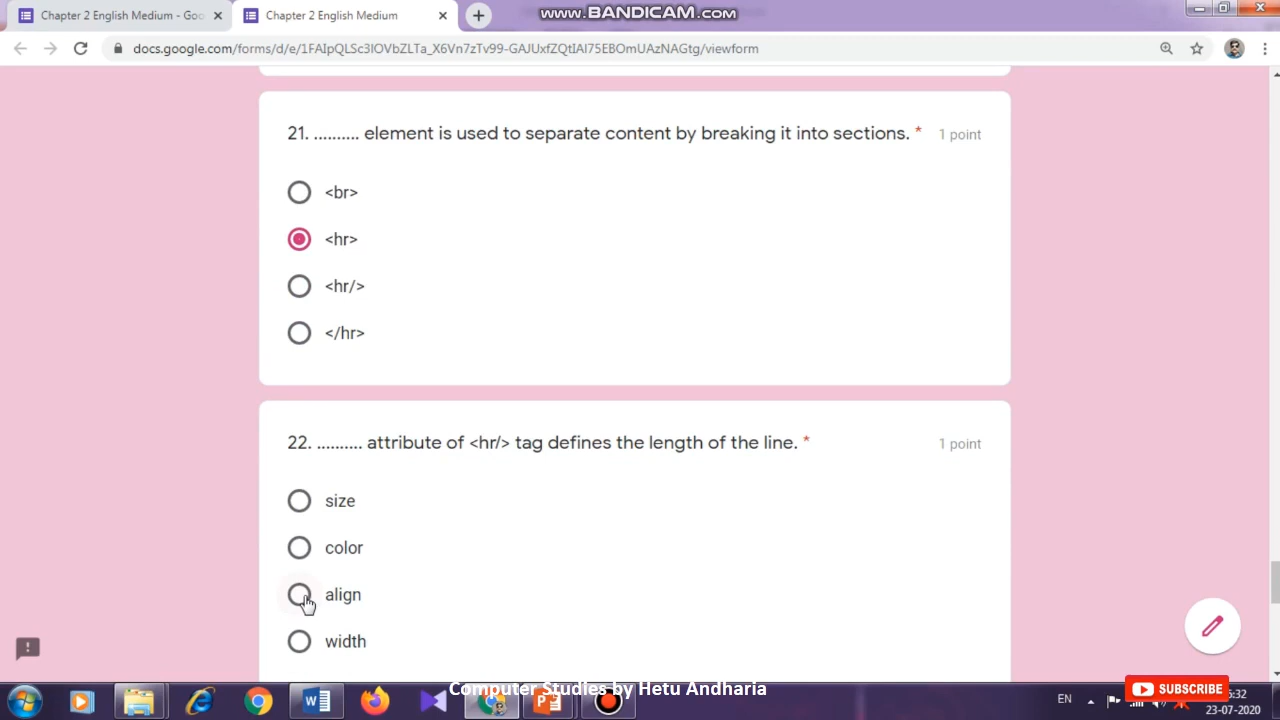 Chapter 2 English Medium - Goo
Chapter 2 English Medium
www.BANDICAM.com
docs.google.com/forms/d/e/1FAIpQLSc3IOVbZLTa_X6Vn7zTv99-GAJUxfZQtIAI75EBOmUAzNAGtg/viewform
21. .......... element is used to separate content by breaking it into sections. * 1 point
<br>
<hr>
<hr/>
</hr>
22. .......... attribute of <hr/> tag defines the length of the line. * 1 point
size
color
align
width
Computer Studies by Hetu Andharia
EN
SUBSCRIBE
23-07-2020